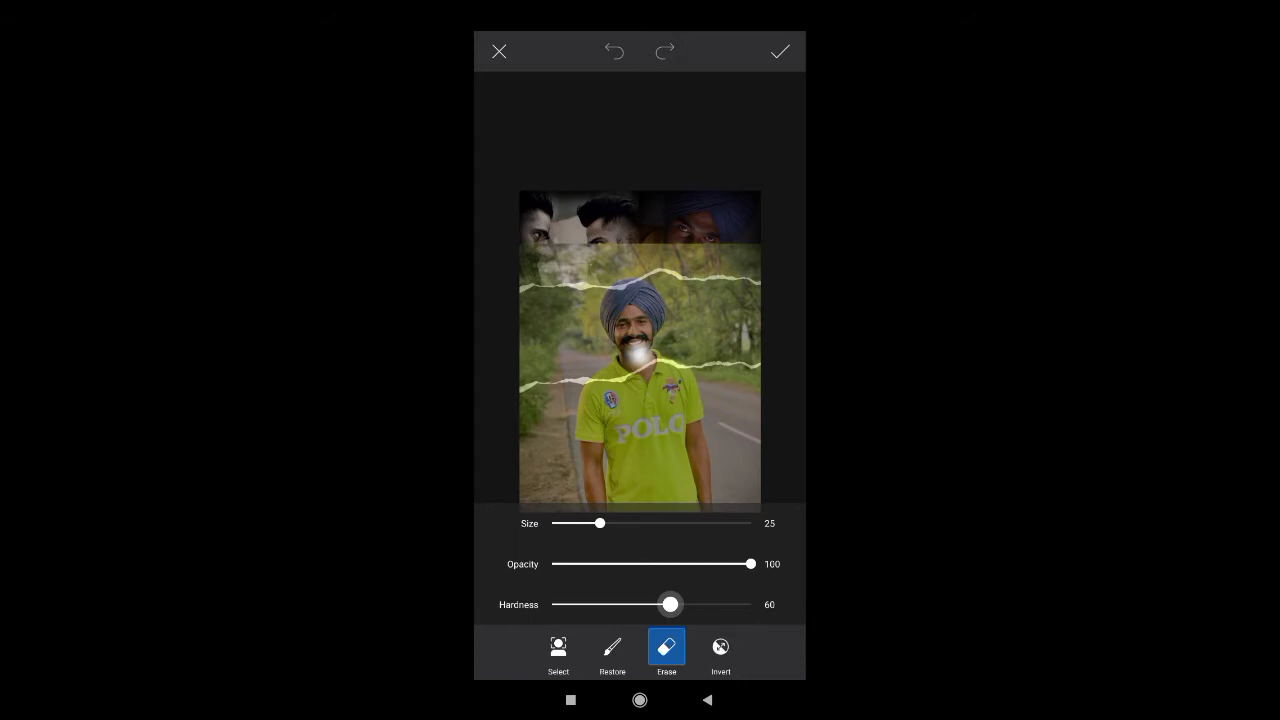 POLO
Size 25
Opacity 100
Hardness 60
Select Restore Erase Invert